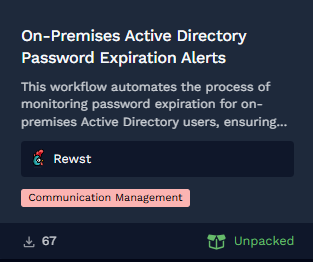 On-Premises Active Directory
Password Expiration Alerts
This workflow automates the process of
monitoring password expiration for on-
premises Active Directory users, ensuring...
Rewst
Communication Management
67
Unpacked